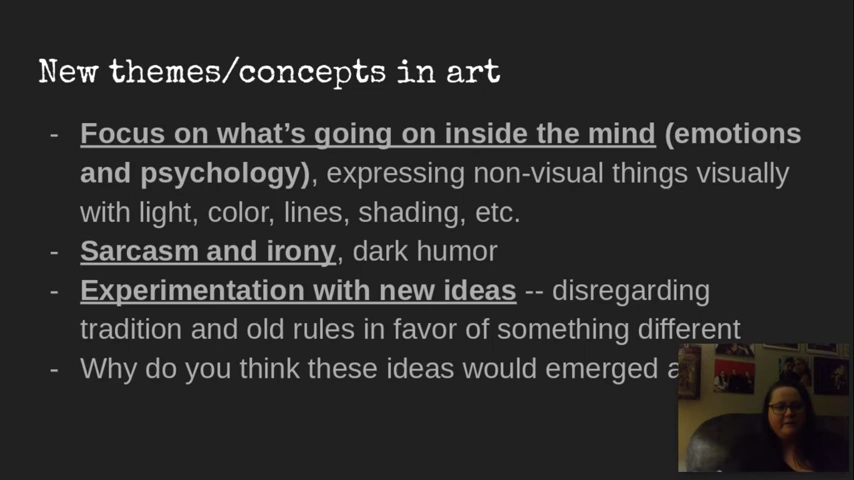 New themes/concepts in art
- Focus on what's going on inside the mind (emotions
and psychology), expressing non-visual things visually
with light, color, lines, shading, etc.
- Sarcasm and irony, dark humor
- Experimentation with new ideas -- disregarding
tradition and old rules in favor of something different
- Why do you think these ideas would emerged